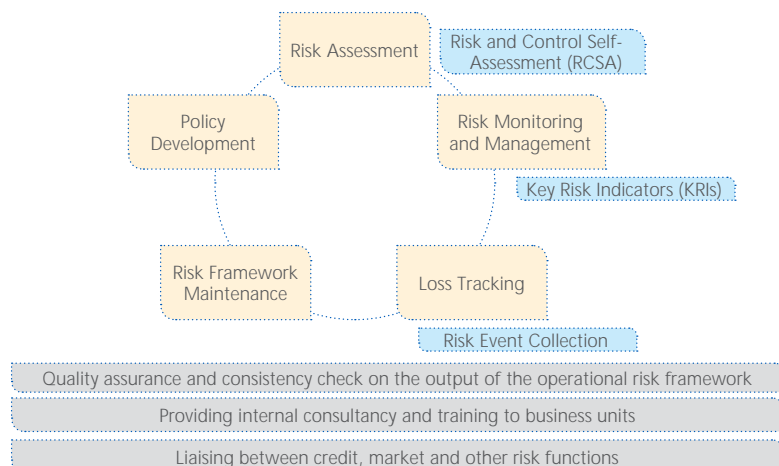 Risk Assessment
Risk and Control Self-
Assessment (RCSA)
Policy
Development
Risk Monitoring
and Management
Key Risk Indicators (KRIs)
Risk Framework
Maintenance
Loss Tracking
Risk Event Collection
Quality assurance and consistency check on the output of the operational risk framework
Providing internal consultancy and training to business units
Liaising between credit, market and other risk functions